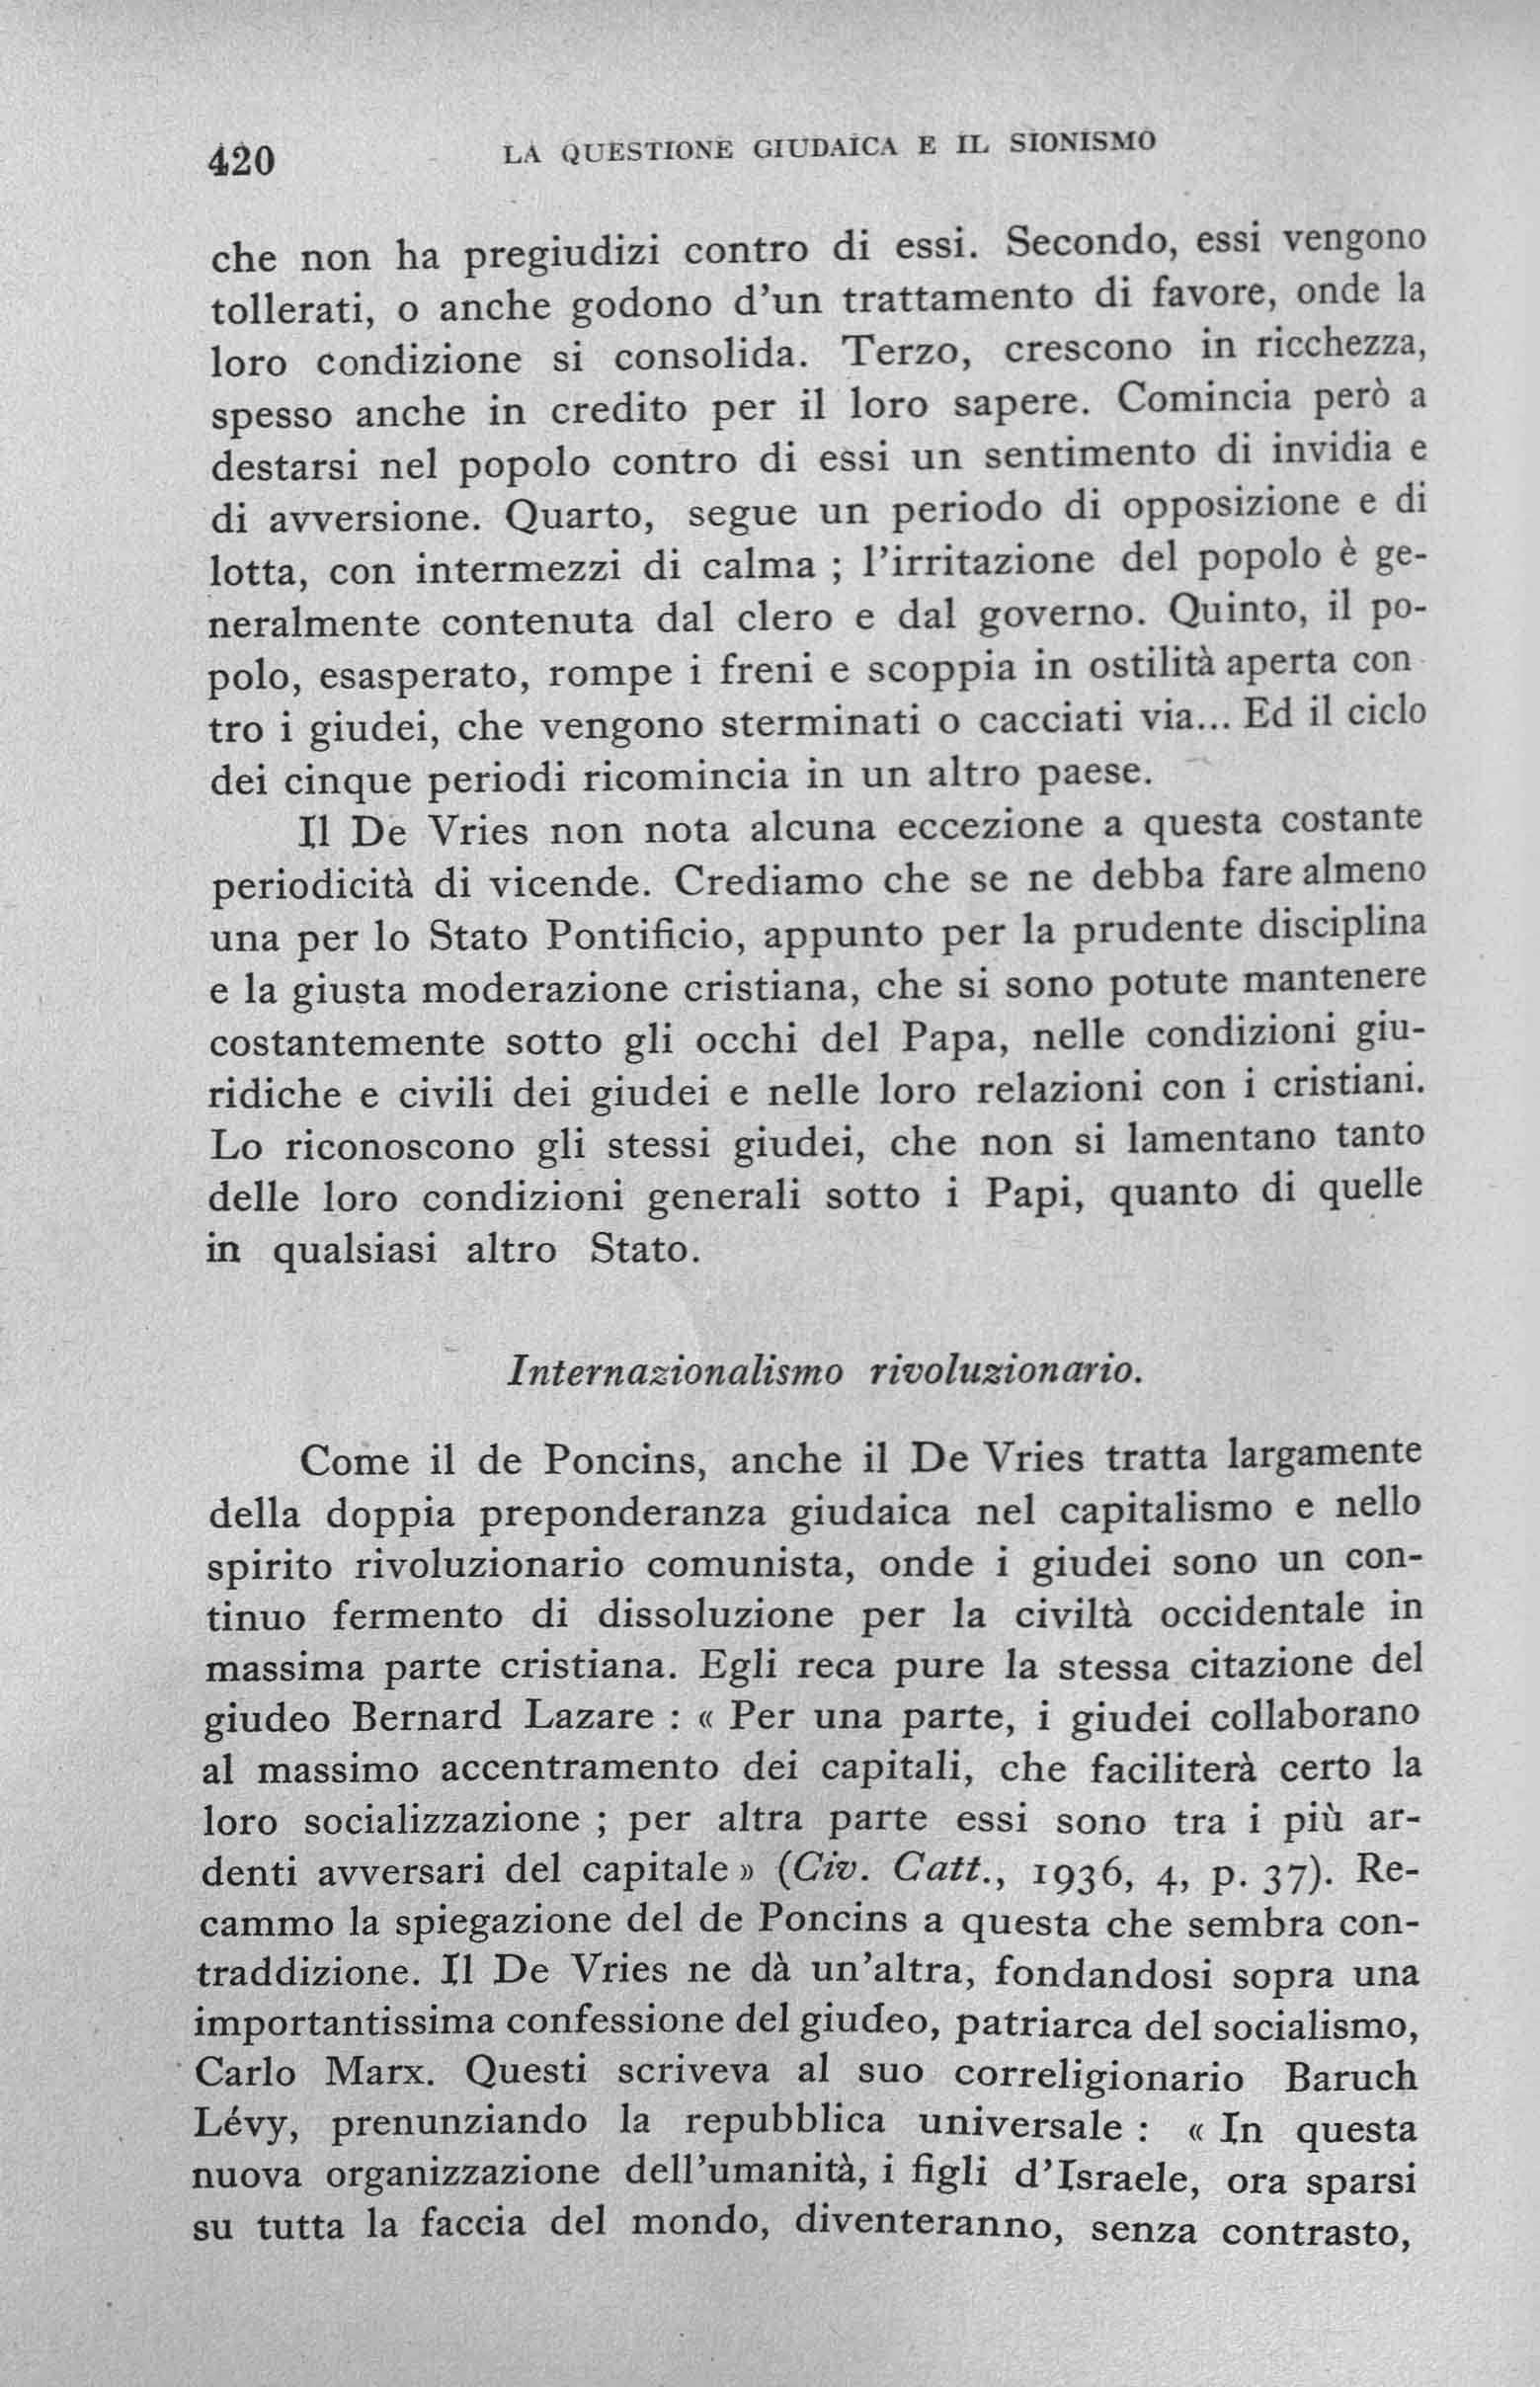 420
LA QUESTIONE GIUDAICA E IL SIONISMO
che non ha pregiudizi contro di essi. Secondo, essi vengono
tollerati, o anche godono d'un trattamento di favore, onde la
loro condizione si consolida. Terzo, crescono in ricchezza,
spesso anche in credito per il loro sapere. Comincia però a
destarsi nel popolo contro di essi un sentimento di invidia e
di avversione. Quarto, segue un periodo di opposizione e di
lotta, con intermezzi di calma ; l'irritazione del popolo è ge-
neralmente contenuta dal clero e dal governo. Quinto, il po-
polo, esasperato, rompe i freni e scoppia in ostilità aperta con
tro i giudei, che vengono sterminati o cacciati via... Ed il ciclo
dei cinque periodi ricomincia in un altro paese.
Il De Vries non nota alcuna eccezione a questa costante
periodicità di vicende. Crediamo che se ne debba fare almeno
una per lo Stato Pontificio, appunto per la prudente disciplina
e la giusta moderazione cristiana, che si sono potute mantenere
costantemente sotto gli occhi del Papa, nelle condizioni giu-
ridiche e civili dei giudei e nelle loro relazioni con i cristiani.
Lo riconoscono gli stessi giudei, che non si lamentano tanto
delle loro condizioni generali sotto i Papi, quanto di quelle
in qualsiasi altro Stato.
Internazionalismo rivoluzionario.
Come il de Poncins, anche il De Vries tratta largamente
della doppia preponderanza giudaica nel capitalismo e nello
spirito rivoluzionario comunista, onde i giudei sono un con-
tinuo fermento di dissoluzione per la civiltà occidentale in
massima parte cristiana. Egli reca pure la stessa citazione del
giudeo Bernard Lazare : « Per una parte, i giudei collaborano
al massimo accentramento dei capitali, che faciliterà certo la
loro socializzazione ; per altra parte essi sono tra i più ar-
denti avversari del capitale » (Civ. Catt., 1936, 4, p. 37). Re-
cammo la spiegazione del de Poncins a questa che sembra con-
traddizione. Il De Vries ne dà un'altra, fondandosi sopra una
importantissima confessione del giudeo, patriarca del socialismo,
Carlo Marx. Questi scriveva al suo correligionario Baruch
Lévy, prenunziando la repubblica universale : « In questa
nuova organizzazione dell'umanità, i figli d'Israele, ora sparsi
su tutta la faccia del mondo, diventeranno, senza contrasto,